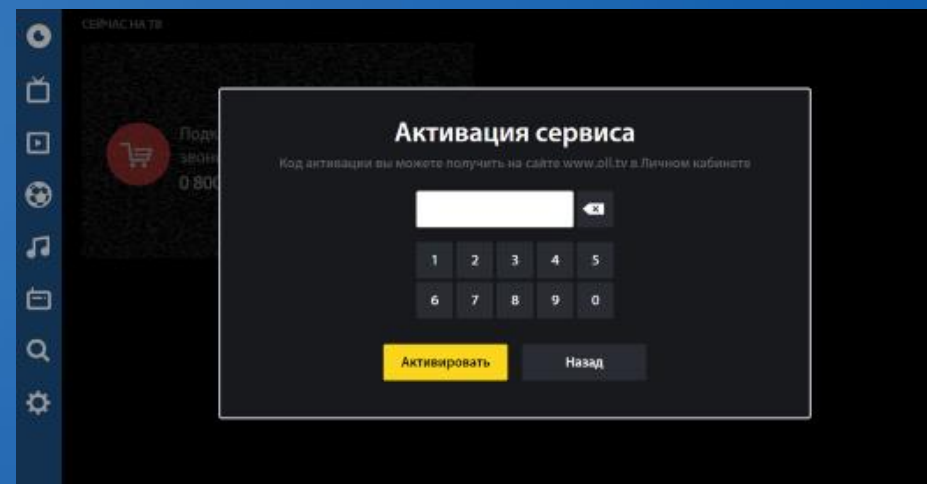 СЕЙЧАС НА ТВ
Активация сервиса
Код активации вы можете получить на сайте www.oll.tv в Личном кабинете
Подк
звони
0 800
1 2 3 4 5
6 7 8 9 0
Активировать Назад